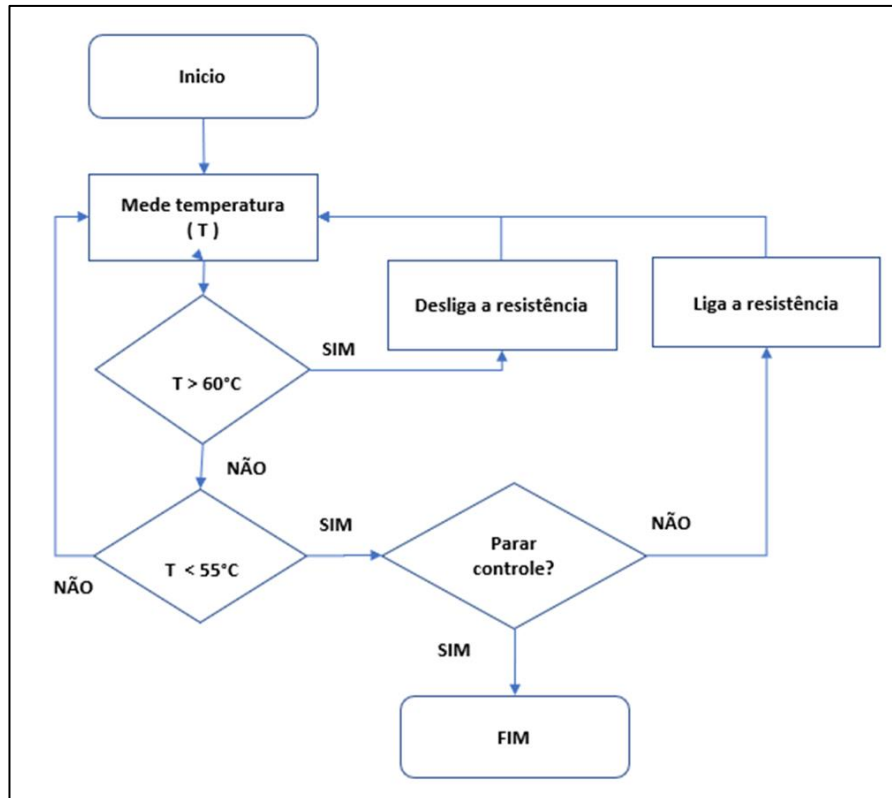 Inicio
Mede temperatura
( T )
Desliga a resistência
Liga a resistência
SIM
T > 60°C
NÃO
SIM
NÃO
Parar
controle?
T < 55°C
NÃO
SIM
FIM